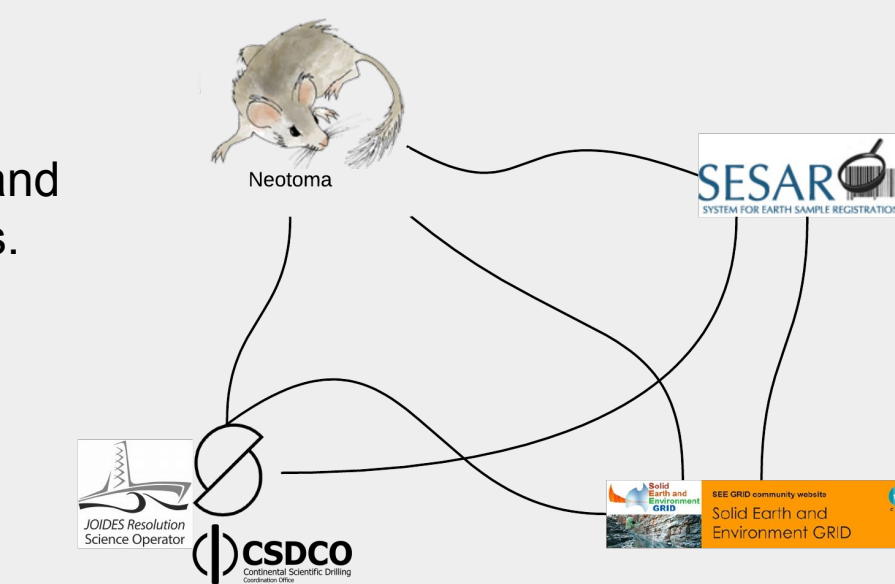 and
s.
Neotoma
SESAR
SYSTEM FOR EARTH SAMPLE REGISTRATION
JOIDES Resolution
Science Operator
CSDCO
Continental Scientific Drilling
Coordination Office
Solid
Earth and
Environment
GRID
SEE GRID community website
Solid Earth and
Environment GRID